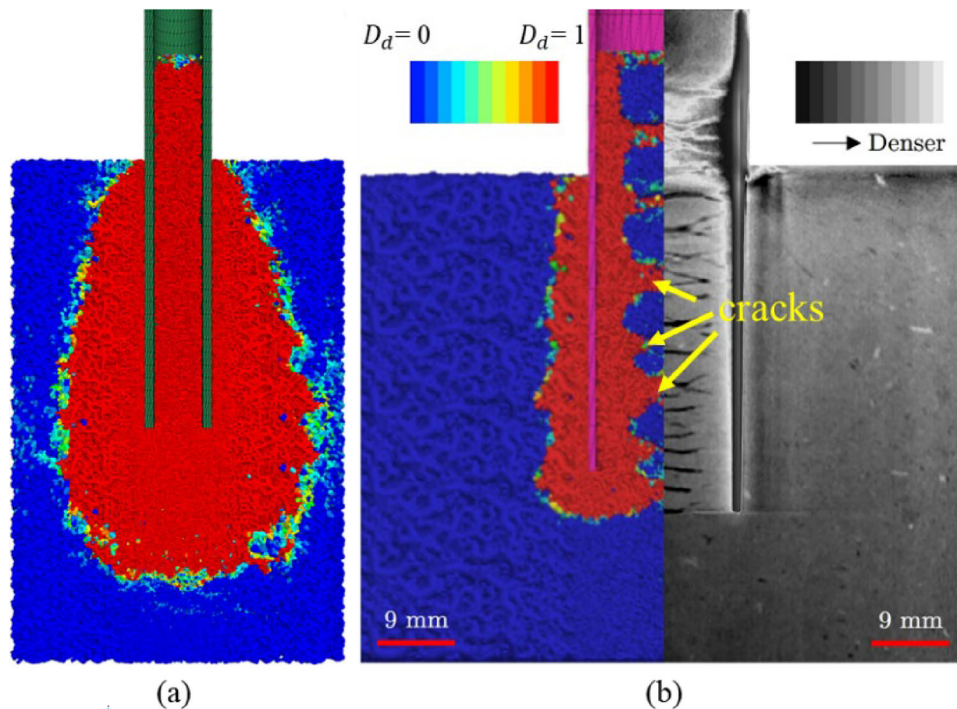 D_d= 0
D_d= 1
Denser
cracks
9 mm
9 mm
(a)
(b)